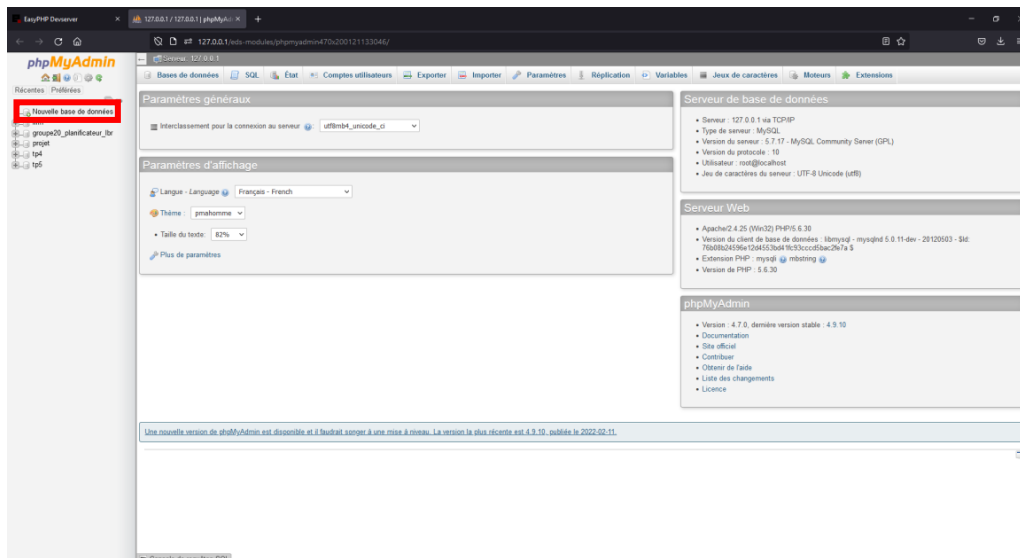 EasyPHP Devserver
127.0.0.1 / 127.0.0.1 | phpMyAd
127.0.0.1/eds-modules/phpmyadmin470x200121133046/
phpMyAdmin
Récentes Préférées
Nouvelle base de données
groupe20_planificateur_lbr
projet
tp4
tp5
Serveur: 127.0.0.1
Bases de données SQL État Comptes utilisateurs Exporter Importer Paramètres Réplication Variables Jeux de caractères Moteurs Extensions
Paramètres généraux
Interclassement pour la connexion au serveur : utf8mb4_unicode_ci
Paramètres d'affichage
Langue - Language Français - French
Thème : pmahomme
• Taille du texte: 82%
Plus de paramètres
Serveur de base de données
• Serveur : 127.0.0.1 via TCP/IP
• Type de serveur : MySQL
• Version du serveur : 5.7.17 - MySQL Community Server (GPL)
• Version du protocole : 10
• Utilisateur : root@localhost
• Jeu de caractères du serveur : UTF-8 Unicode (utf8)
Serveur Web
• Apache/2.4.25 (Win32) PHP/5.6.30
• Version du client de base de données : libmysql - mysqlnd 5.0.11-dev - 20120503 - $Id:
76b08b24596e12d4553bd41fc93cccd5bac2fe7a $
• Extension PHP : mysqli mbstring
• Version de PHP : 5.6.30
phpMyAdmin
• Version : 4.7.0, dernière version stable : 4.9.10
• Documentation
• Site officiel
• Contribuer
• Obtenir de l'aide
• Liste des changements
• Licence
Une nouvelle version de phpMyAdmin est disponible et il faudrait songer à une mise à niveau. La version la plus récente est 4.9.10, publiée le 2022-02-11.